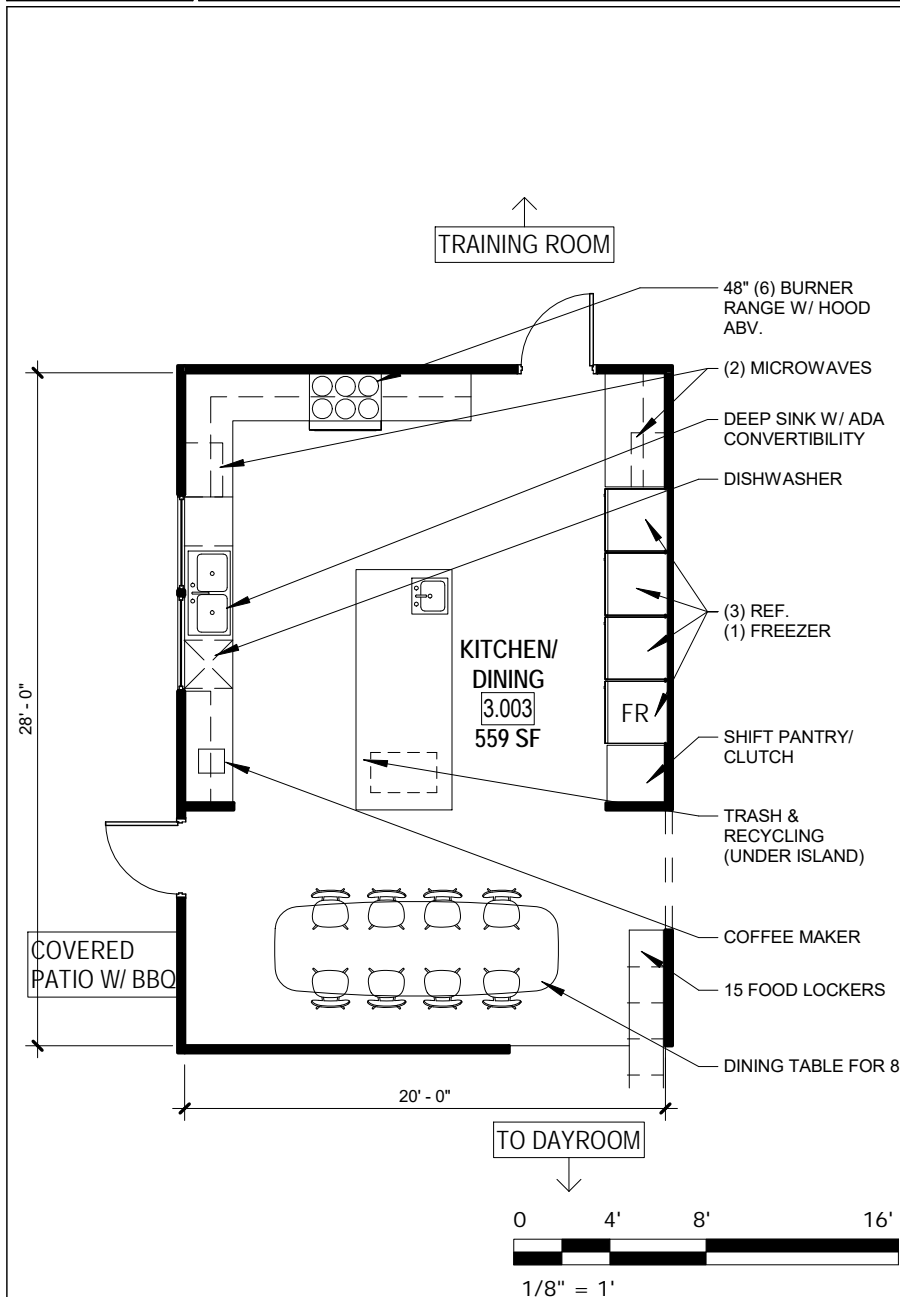 TRAINING ROOM
48" (6) BURNER
RANGE W/ HOOD
ABV.
(2) MICROWAVES
DEEP SINK W/ ADA
CONVERTIBILITY
DISHWASHER
(3) REF.
(1) FREEZER
KITCHEN/
DINING
3.003
559 SF
FR
28' - 0"
SHIFT PANTRY/
CLUTCH
TRASH &
RECYCLING
(UNDER ISLAND)
COFFEE MAKER
COVERED
PATIO W/ BBQ
15 FOOD LOCKERS
DINING TABLE FOR 8
20' - 0"
TO DAYROOM
0 4' 8' 16'
1/8" = 1'